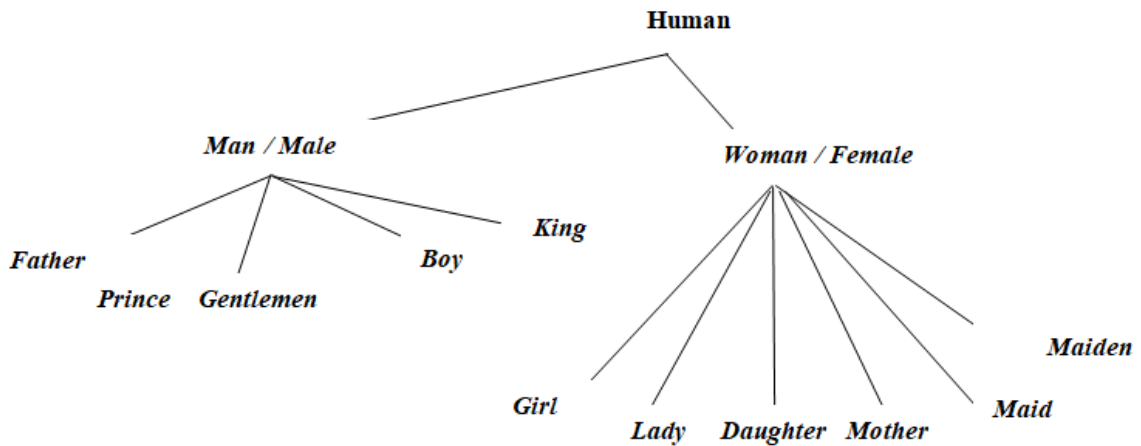 Human
Man / Male
Woman / Female
King
Father
Boy
Prince
Gentlemen
Maiden
Girl
Lady
Daughter
Mother
Maid